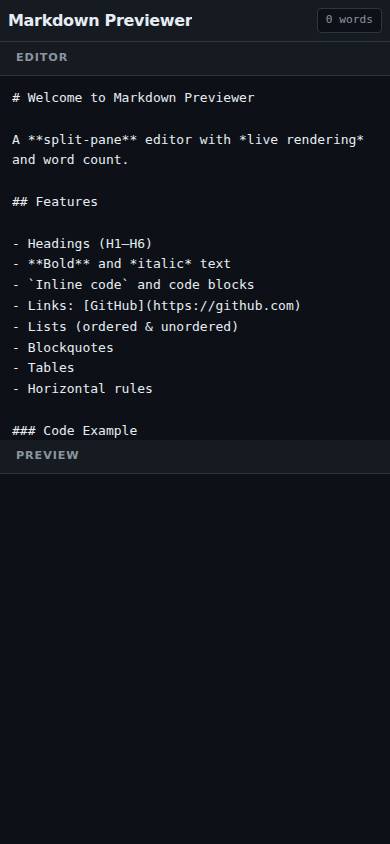 Markdown Previewer
0 words
EDITOR
# Welcome to Markdown Previewer
A **split-pane** editor with *live rendering*
and word count.
## Features
- Headings (H1–H6)
- **Bold** and *italic* text
- `Inline code` and code blocks
- Links: [GitHub](https://github.com)
- Lists (ordered & unordered)
- Blockquotes
- Tables
- Horizontal rules
### Code Example
PREVIEW